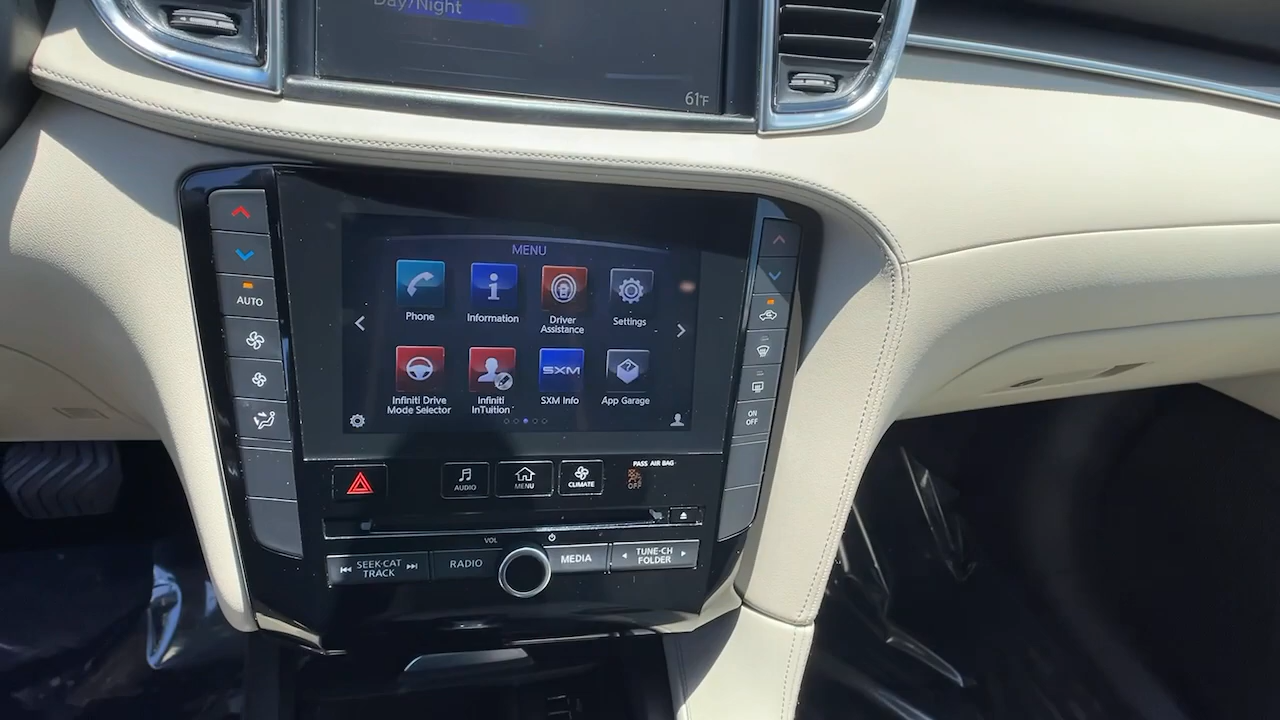 Day/Night
61°F
AUTO
MENU
Phone
Information
Driver
Assistance
Settings
Infiniti Drive
Mode Selector
Infiniti
InTuition
SXM
SXM Info
App Garage
ON
OFF
AUDIO
MENU
CLIMATE
PASS AIR BAG
OFF
VOL
SEEK·CAT
TRACK
RADIO
MEDIA
TUNE·CH
FOLDER